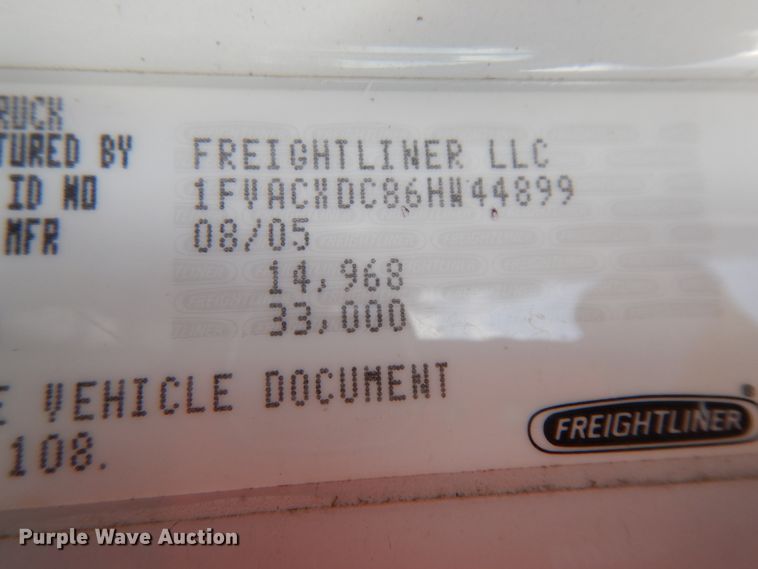 TRUCK
TURED BY FREIGHTLINER LLC
ID NO 1FVACXDC86HW44899
MFR 08/05
14,968
33,000
E VEHICLE DOCUMENT
108.
FREIGHTLINER
Purple Wave Auction